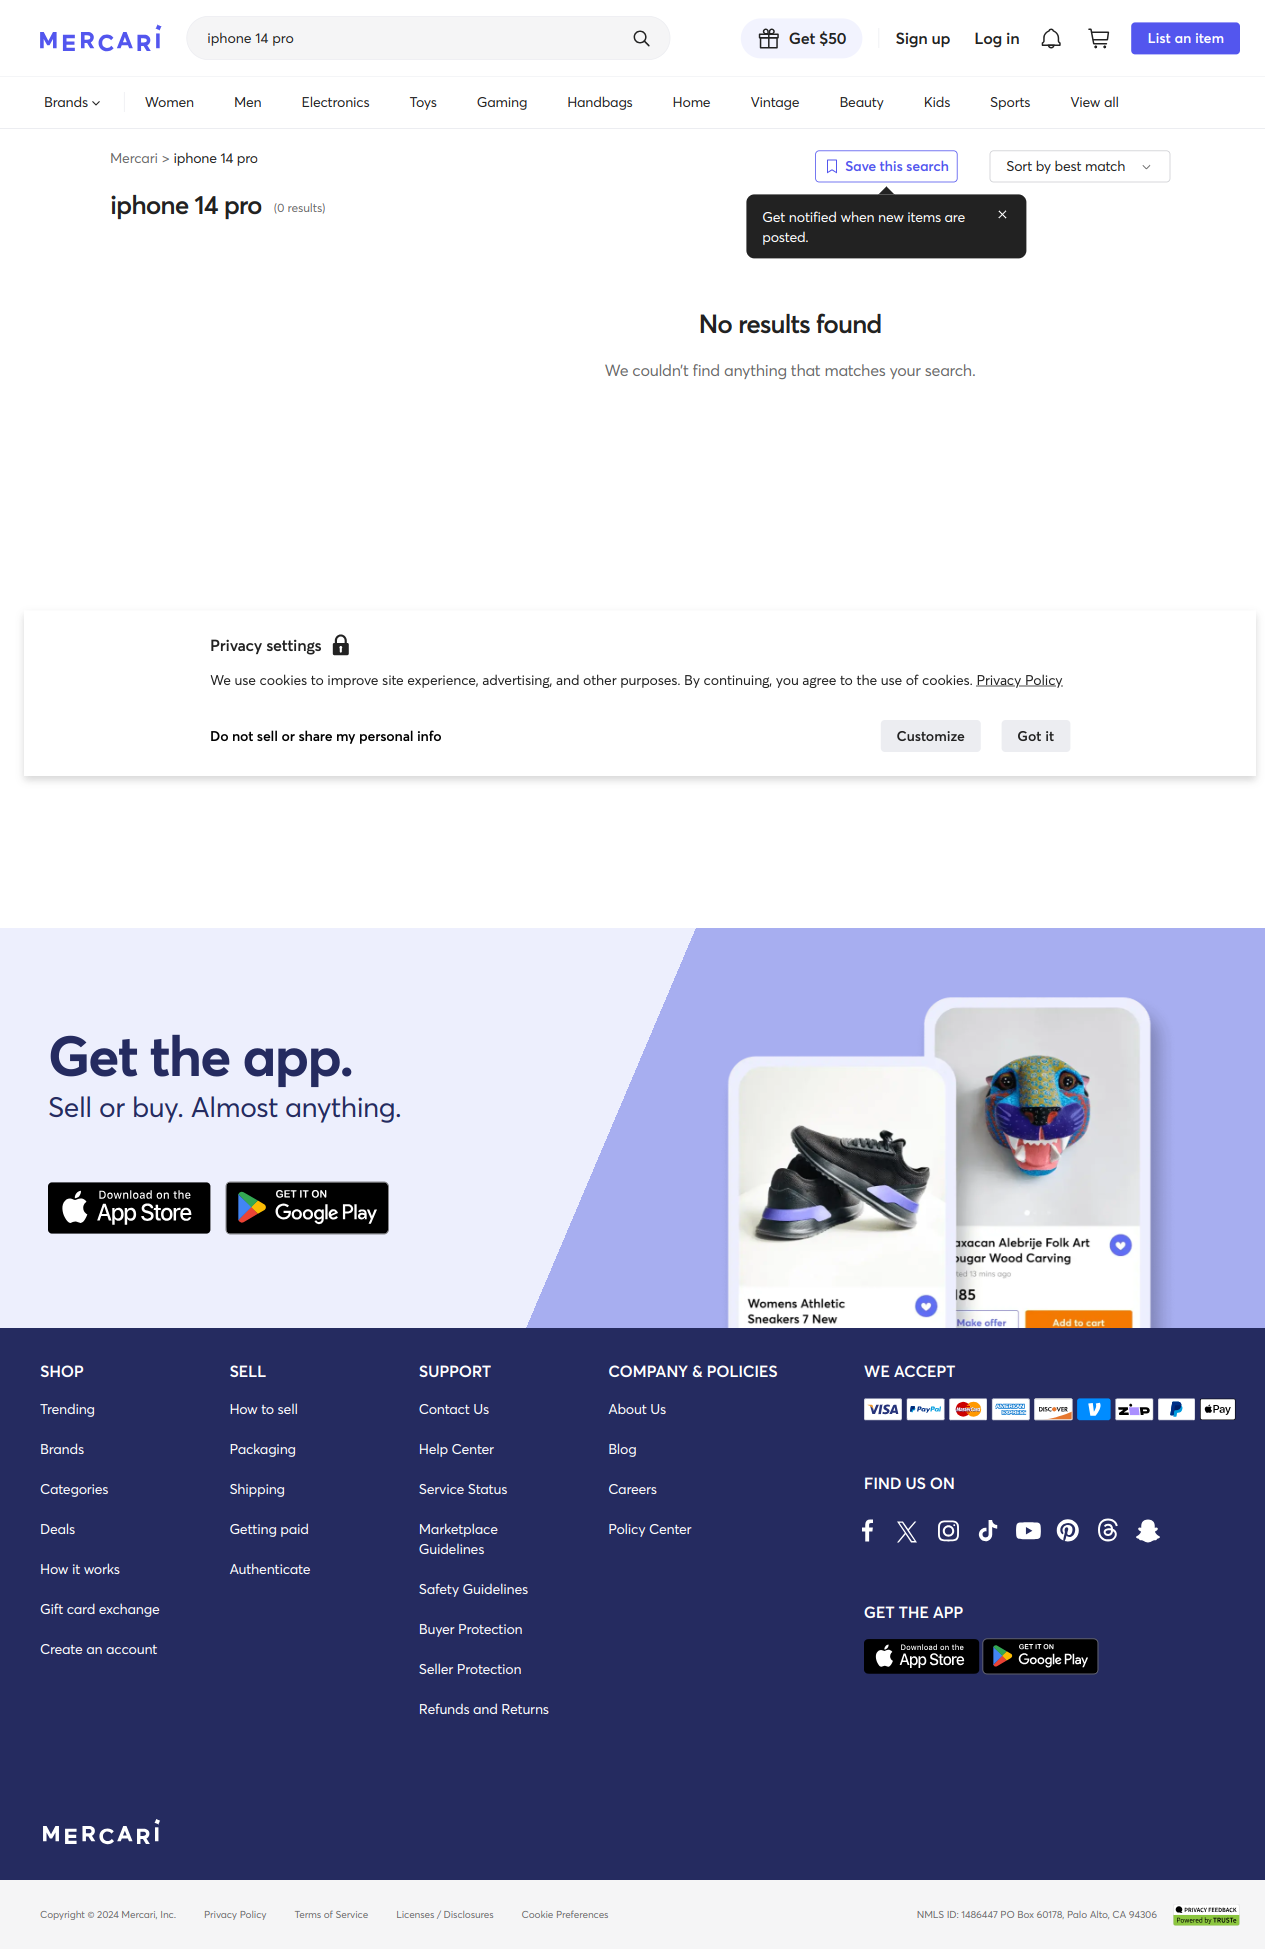 MERCARI
iphone 14 pro
Get $50
Sign up
Log in
List an item
Brands
Women
Men
Electronics
Toys
Gaming
Handbags
Home
Vintage
Beauty
Kids
Sports
View all
Mercari > iphone 14 pro
Save this search
Sort by best match
iphone 14 pro (0 results)
Get notified when new items are
posted.
No results found
We couldn't find anything that matches your search.
Privacy settings
We use cookies to improve site experience, advertising, and other purposes. By continuing, you agree to the use of cookies. Privacy Policy
Do not sell or share my personal info
Customize
Got it
Get the app.
Sell or buy. Almost anything.
Download on the
App Store
GET IT ON
Google Play
Womens Athletic
Sneakers 7 New
axacan Alebrije Folk Art
ougar Wood Carving
ted 13 mins ago
185
Make offer
Add to cart
SHOP
Trending
Brands
Categories
Deals
How it works
Gift card exchange
Create an account
SELL
How to sell
Packaging
Shipping
Getting paid
Authenticate
SUPPORT
Contact Us
Help Center
Service Status
Marketplace
Guidelines
Safety Guidelines
Buyer Protection
Seller Protection
Refunds and Returns
COMPANY & POLICIES
About Us
Blog
Careers
Policy Center
WE ACCEPT
VISA
PayPal
MasterCard
AMERICAN
EXPRESS
DISCOVER
zip
Pay
FIND US ON
GET THE APP
Download on the
App Store
GET IT ON
Google Play
MERCARI
Copyright © 2024 Mercari, Inc.
Privacy Policy
Terms of Service
Licenses / Disclosures
Cookie Preferences
NMLS ID: 1486447 PO Box 60178, Palo Alto, CA 94306
PRIVACY FEEDBACK
Powered by TRUSTe